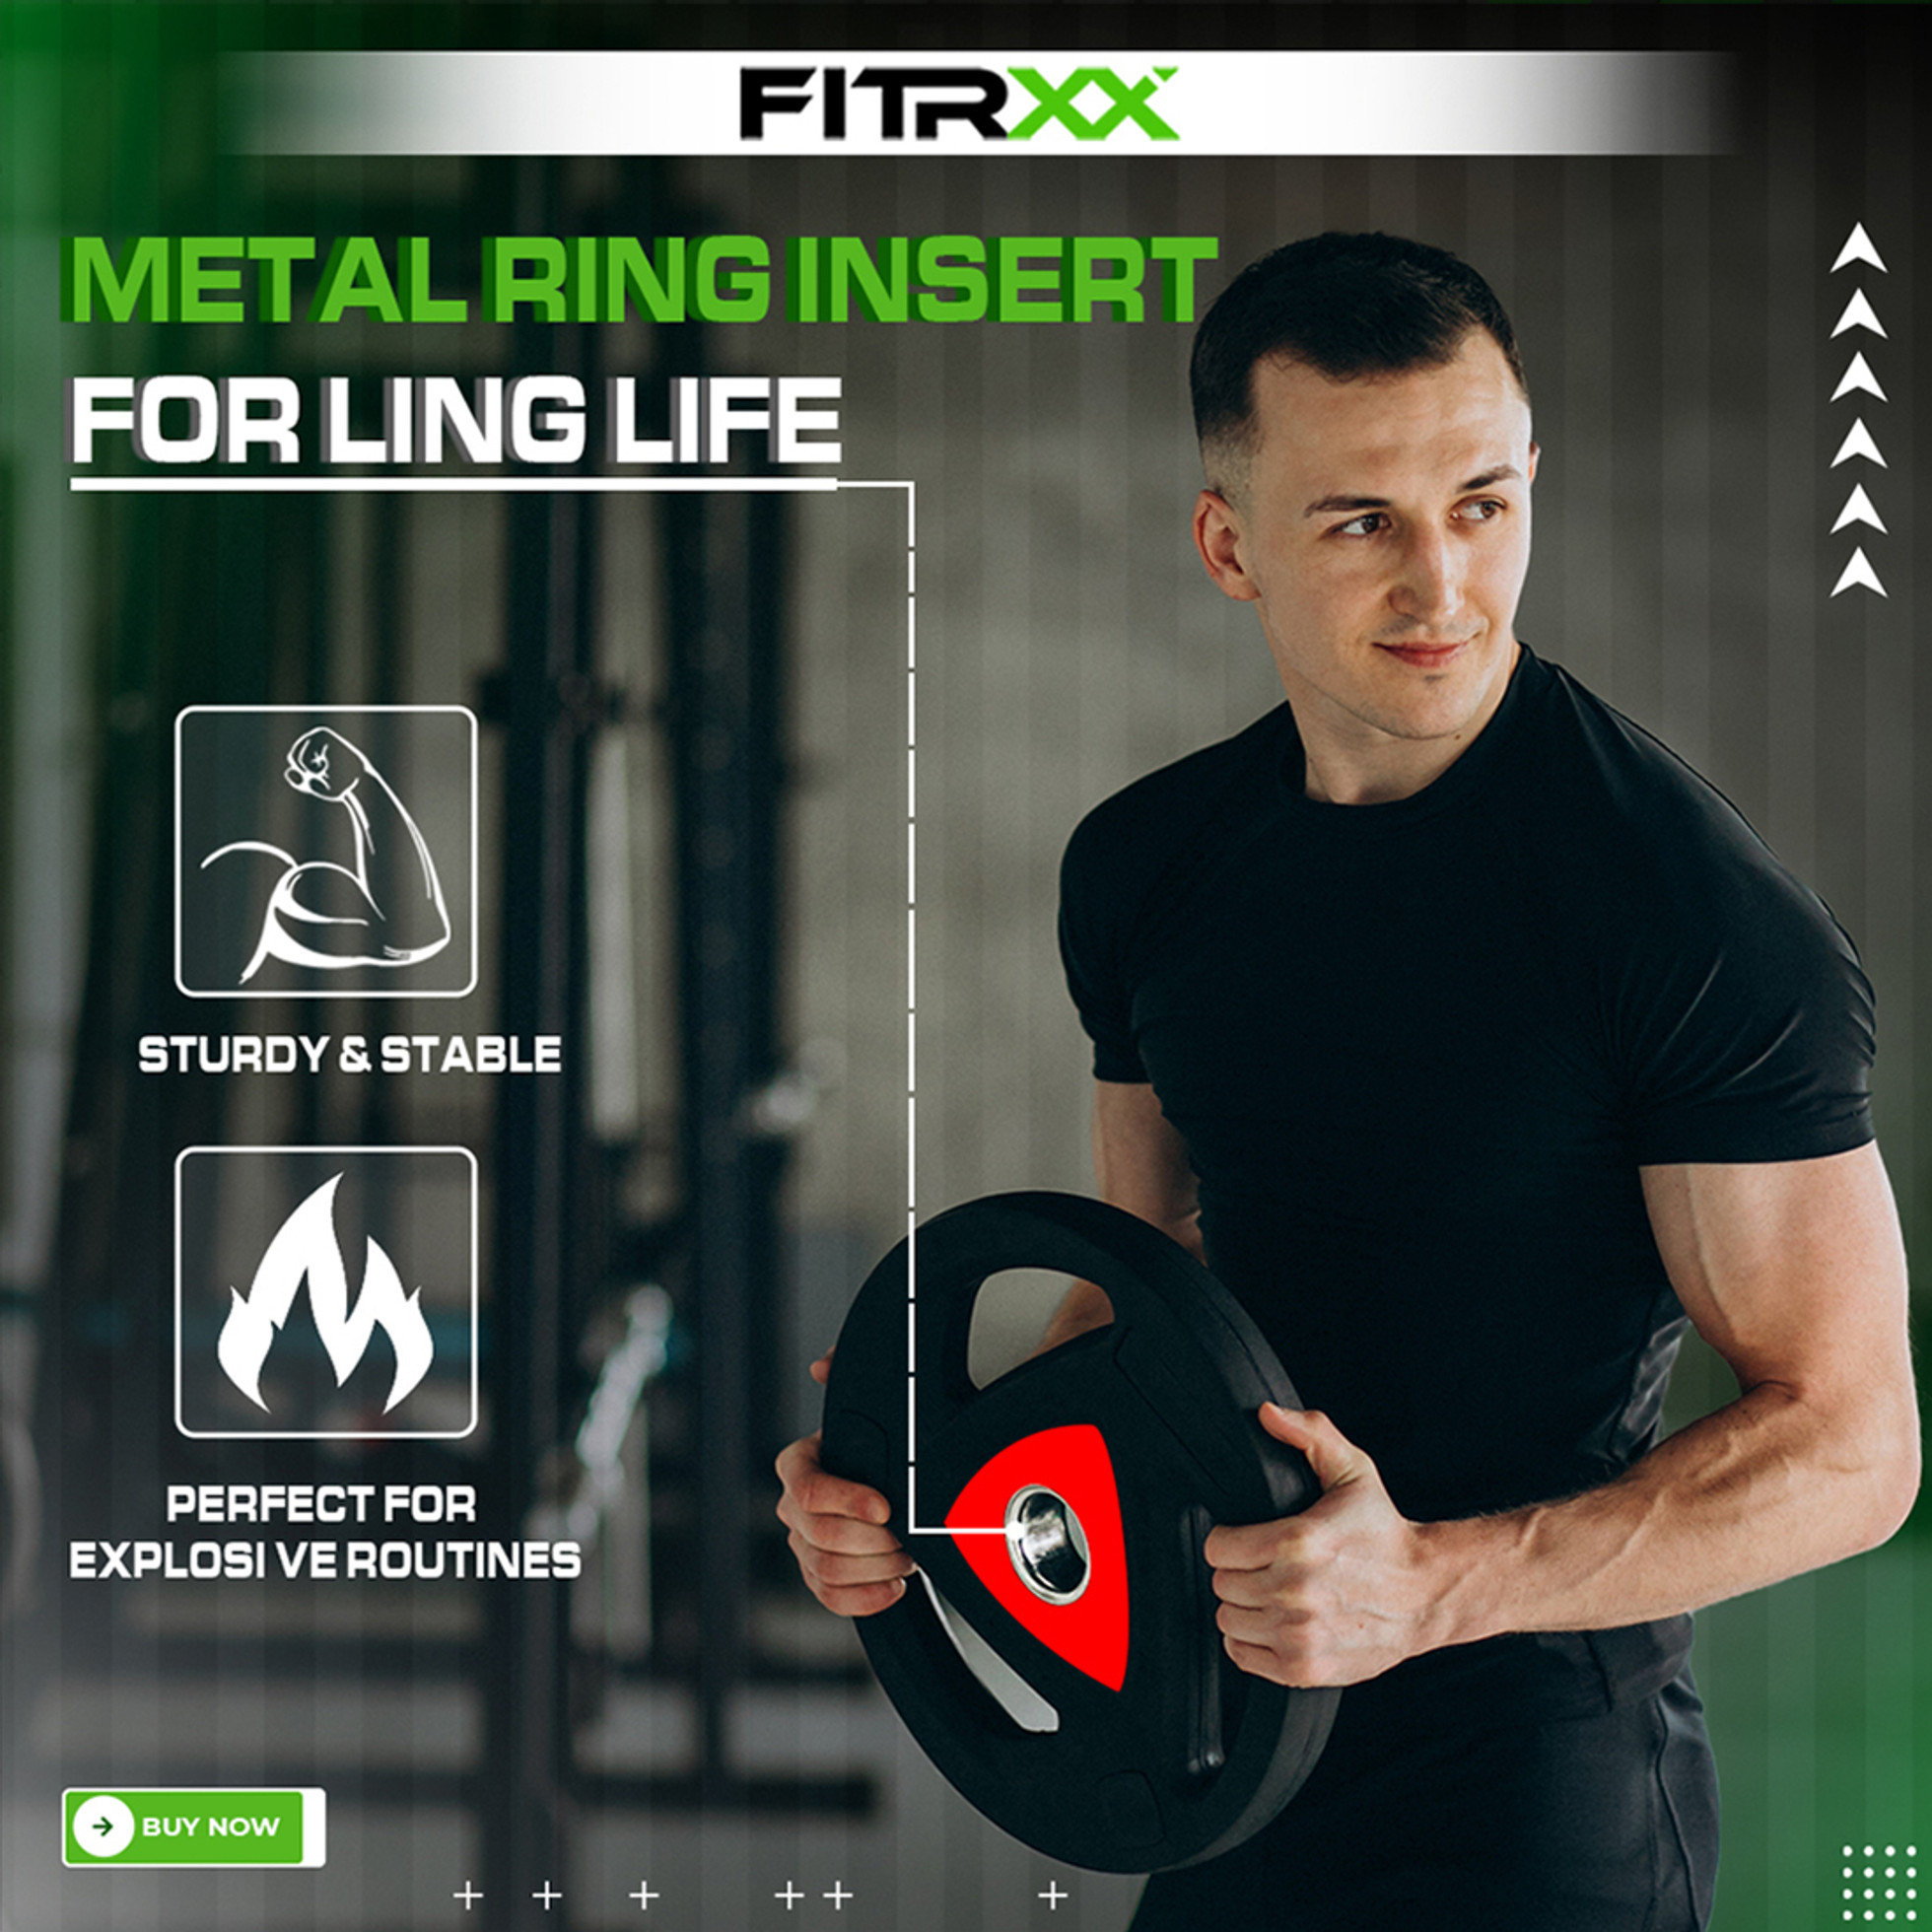 FITRXX
METAL RING INSERT
FOR LING LIFE
STURDY & STABLE
PERFECT FOR
EXPLOSI VE ROUTINES
BUY NOW